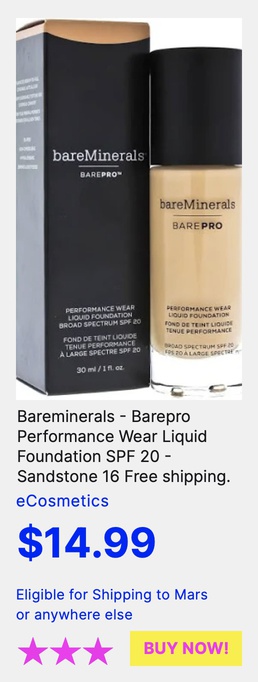 bareMinerals
BAREPRO™
PERFORMANCE WEAR
LIQUID FOUNDATION
BROAD SPECTRUM SPF 20
FOND DE TEINT LIQUIDE
TENUE PERFORMANCE
À LARGE SPECTRE SPF 20
30 ml / 1 fl. oz.
bareMinerals
BAREPRO
PERFORMANCE WEAR
LIQUID FOUNDATION
FOND DE TEINT LIQUIDE
TENUE PERFORMANCE
BROAD SPECTRUM SPF 20
SPF 20 À LARGE SPECTRE
Bareminerals - Barepro
Performance Wear Liquid
Foundation SPF 20 -
Sandstone 16 Free shipping.
eCosmetics
$14.99
Eligible for Shipping to Mars
or anywhere else
BUY NOW!